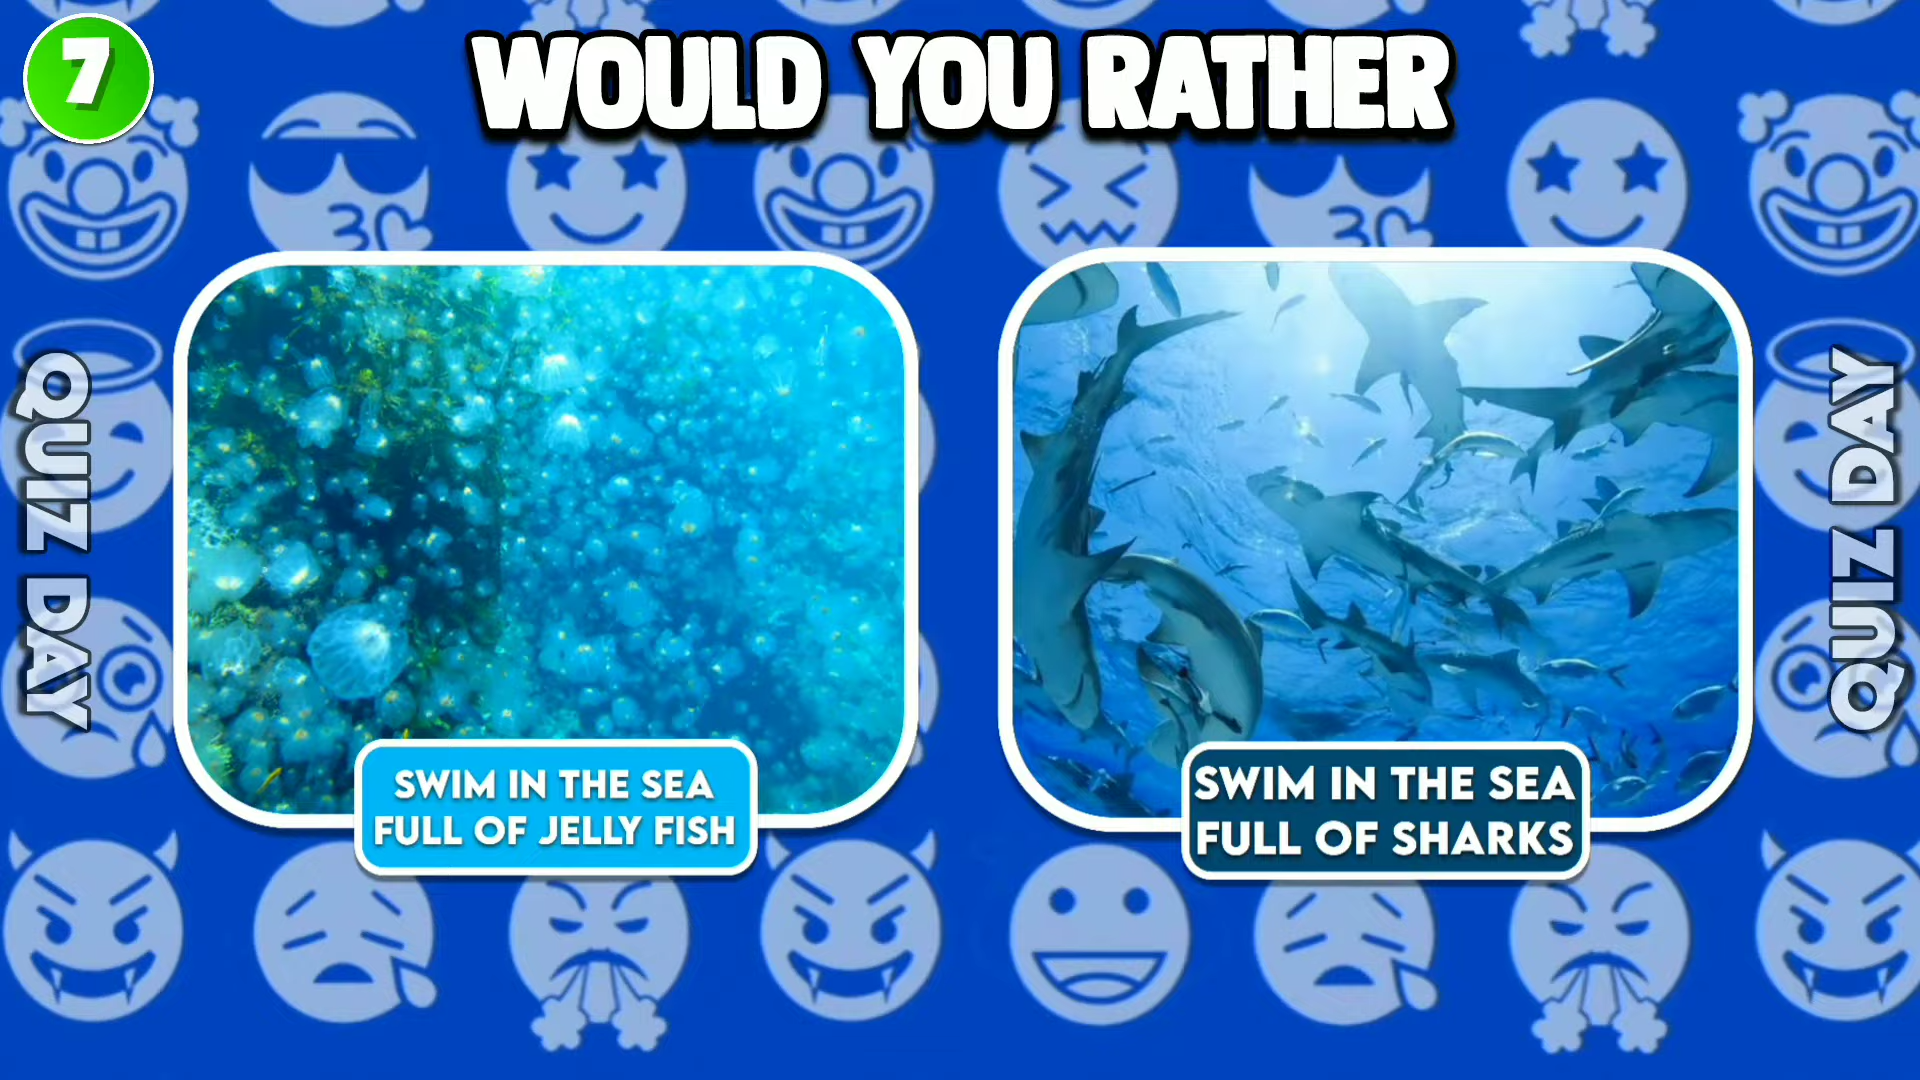 7
WOULD YOU RATHER
QUIZ DAY
QUIZ DAY
SWIM IN THE SEA
FULL OF JELLY FISH
SWIM IN THE SEA
FULL OF SHARKS